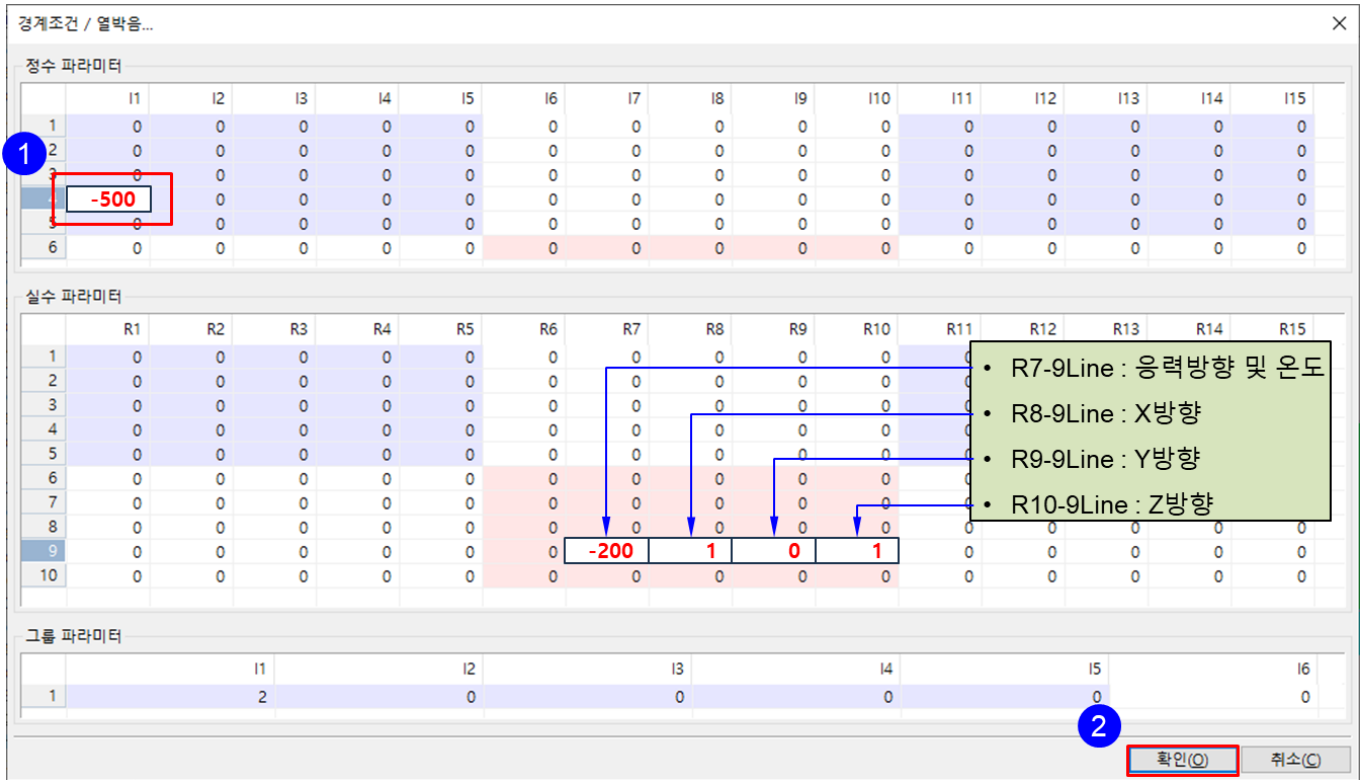 경계조건 / 열박음...
정수 파라미터
I1 I2 I3 I4 I5 I6 I7 I8 I9 I10 I11 I12 I13 I14 I15
1 0 0 0 0 0 0 0 0 0 0 0 0 0 0 0
1
2 0 0 0 0 0 0 0 0 0 0 0 0 0 0 0
3 0 0 0 0 0 0 0 0 0 0 0 0 0 0 0
4 -500 0 0 0 0 0 0 0 0 0 0 0 0 0 0
5 0 0 0 0 0 0 0 0 0 0 0 0 0 0 0
6 0 0 0 0 0 0 0 0 0 0 0 0 0 0 0
실수 파라미터
R1 R2 R3 R4 R5 R6 R7 R8 R9 R10 R11 R12 R13 R14 R15
1 0 0 0 0 0 0 0 0 0 0 0
2 0 0 0 0 0 0 0 0 0 0 0
3 0 0 0 0 0 0 0 0 0 0 0
4 0 0 0 0 0 0 0 0 0 0 0
5 0 0 0 0 0 0 0 0 0 0 0
6 0 0 0 0 0 0 0 0 0 0
7 0 0 0 0 0 0 0 0 0 0
8 0 0 0 0 0 0 0 0 0 0 0 0 0 0 0
9 0 0 0 0 0 0 -200 1 0 1 0 0 0 0 0
10 0 0 0 0 0 0 0 0 0 0 0 0 0 0 0
• R7-9Line : 응력방향 및 온도
• R8-9Line : X방향
• R9-9Line : Y방향
• R10-9Line : Z방향
그룹 파라미터
I1 I2 I3 I4 I5 I6
1 2 0 0 0 0 0
2
확인(O) 취소(C)